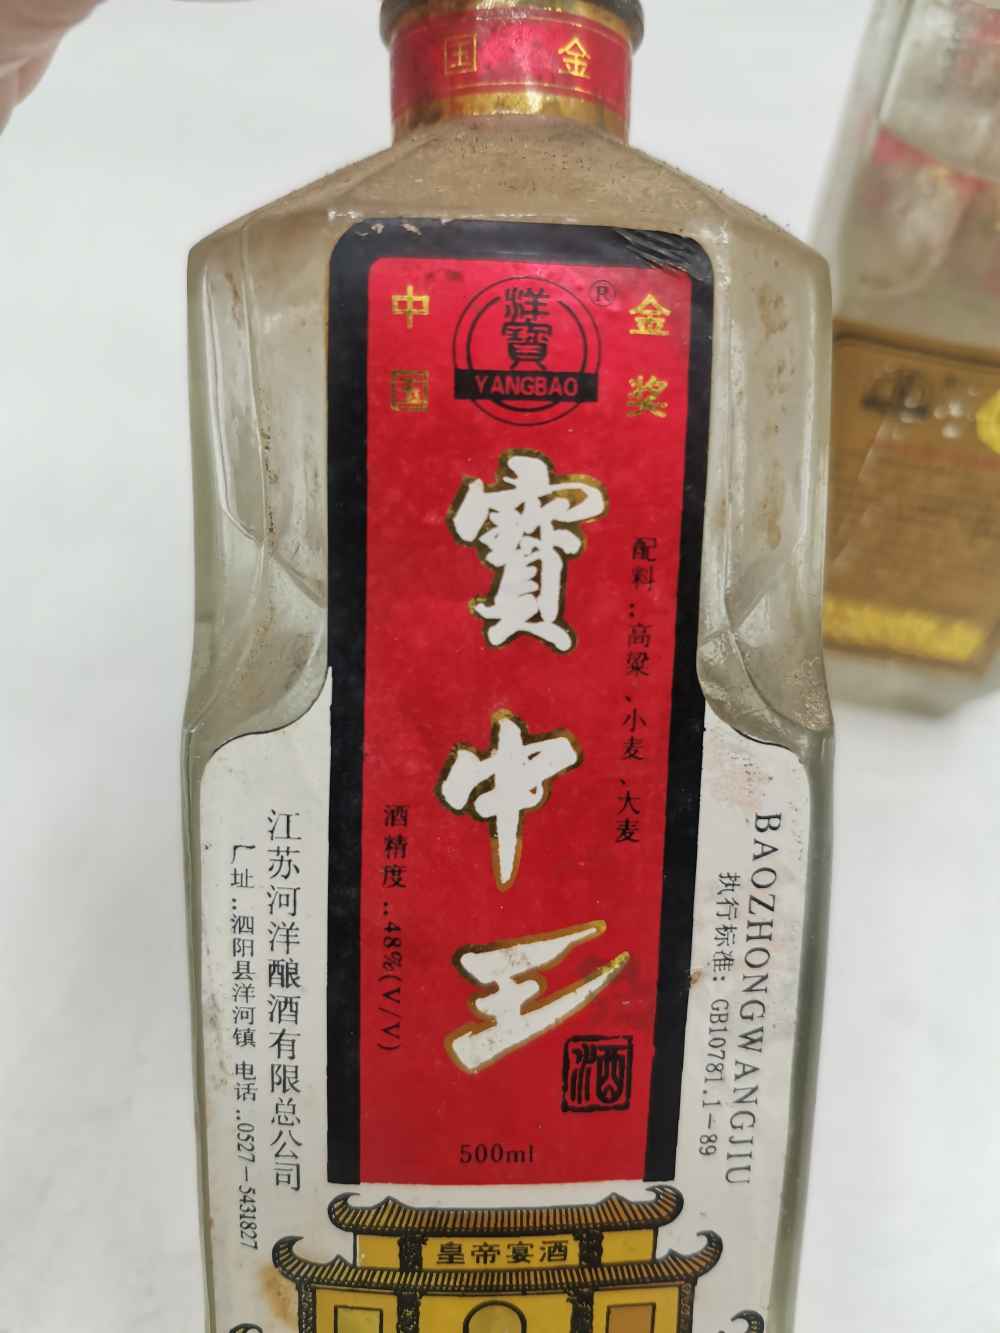 国 金
中国
金奖
洋寳
YANGBAO
®
寳中王
酒
配料：高粱、小麦、大麦
酒精度：48%(V/V)
500ml
江苏河洋酿酒有限总公司
厂址：泗阳县洋河镇 电话：0527-5431827
BAOZHONGWANGJIU
执行标准：GB10781.1-89
皇帝宴酒